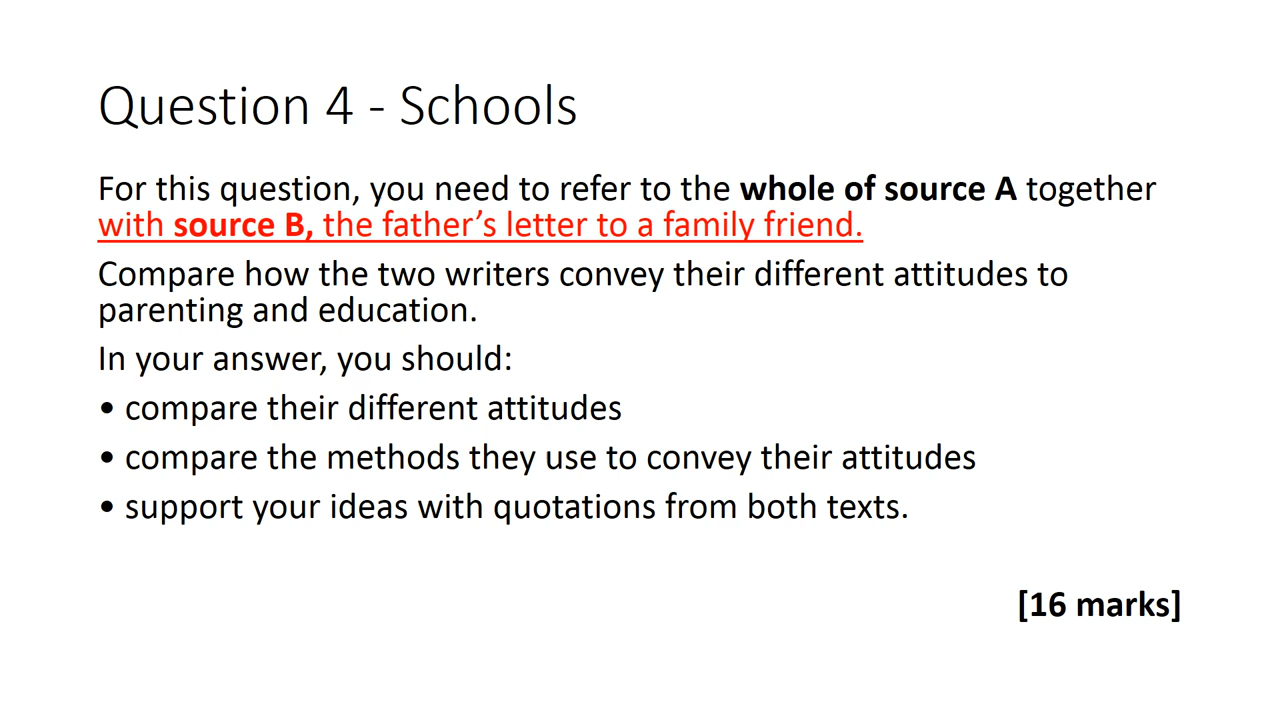 Question 4 - Schools
For this question, you need to refer to the whole of source A together
with source B, the father’s letter to a family friend.
Compare how the two writers convey their different attitudes to
parenting and education.
In your answer, you should:
• compare their different attitudes
• compare the methods they use to convey their attitudes
• support your ideas with quotations from both texts.
[16 marks]